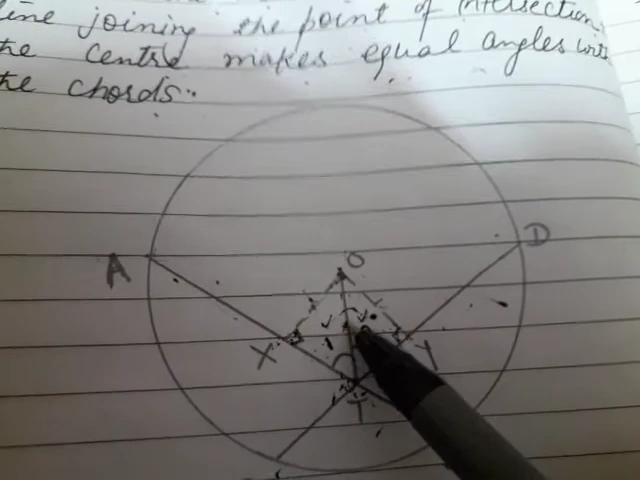 line joining the point of intersection
the centre makes equal angles with
the chords.
O
D
A
X
Y
T